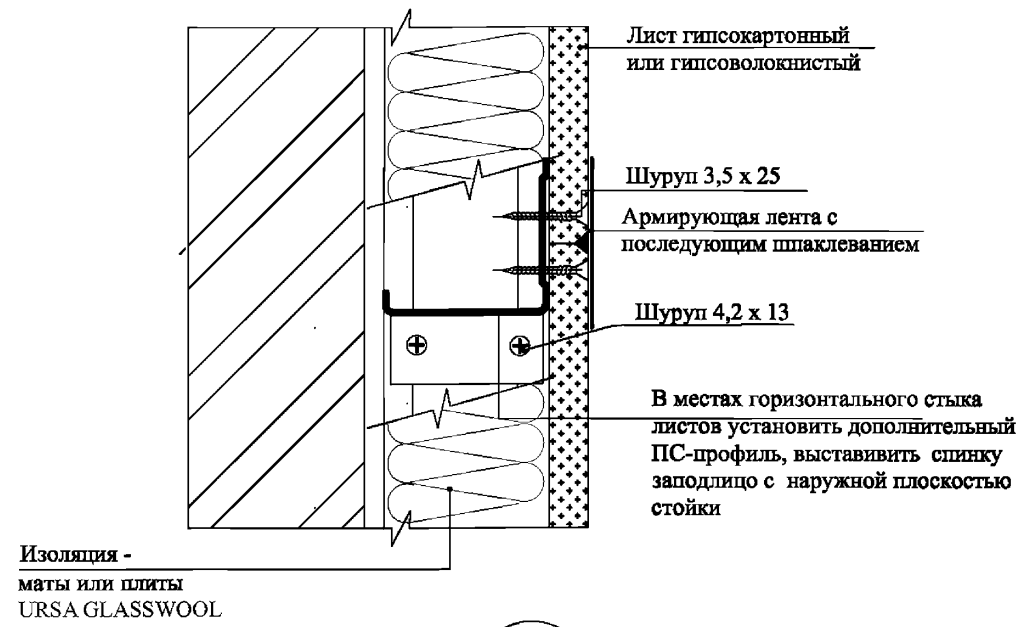 Лист гипсокартонный
или гипсоволокнистый
Шуруп 3,5 х 25
Армирующая лента с
последующим шпаклеванием
Шуруп 4,2 х 13
В местах горизонтального стыка
листов установить дополнительный
ПС-профиль, выставивить спинку
заподлицо с наружной плоскостью
стойки
Изоляция -
маты или плиты
URSA GLASSWOOL